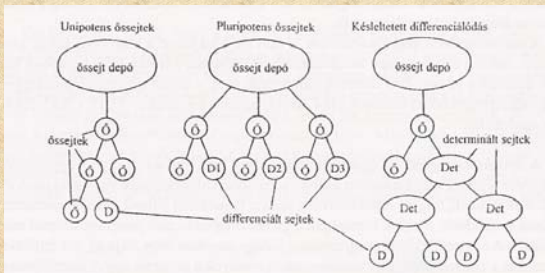 Unipotens őssejtek Pluripotens őssejtek Késleltetett differenciálódás
őssejt depó őssejt depó őssejt depó
Ő Ő Ő Ő Ő
őssejtek determinált sejtek
Ő Ő Ő D1 Ő D2 Ő D3 Ő Det
Ő D Det Det
differenciált sejtek
D D D D